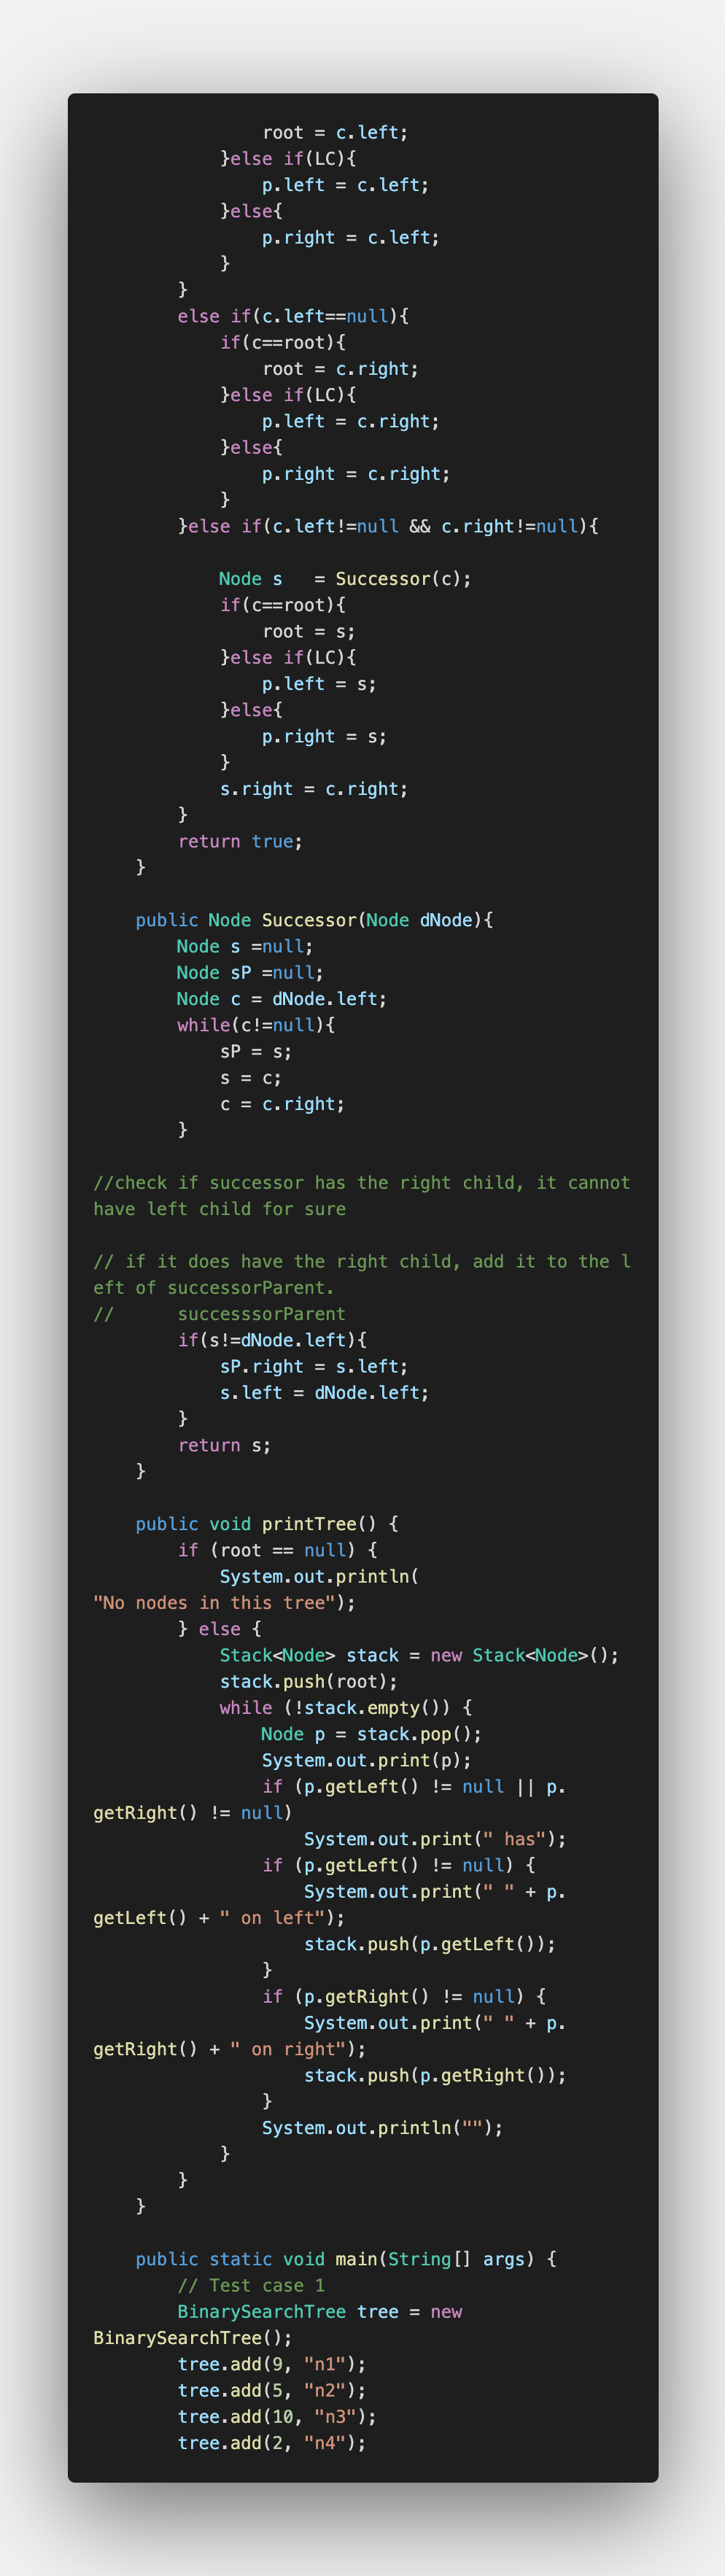 root = c.left;
            }else if(LC){
                p.left = c.left;
            }else{
                p.right = c.left;
            }
        }
        else if(c.left==null){
            if(c==root){
                root = c.right;
            }else if(LC){
                p.left = c.right;
            }else{
                p.right = c.right;
            }
        }else if(c.left!=null && c.right!=null){

            Node s   = Successor(c);
            if(c==root){
                root = s;
            }else if(LC){
                p.left = s;
            }else{
                p.right = s;
            }
            s.right = c.right;
        }
        return true;
    }

    public Node Successor(Node dNode){
        Node s =null;
        Node sP =null;
        Node c = dNode.left;
        while(c!=null){
            sP = s;
            s = c;
            c = c.right;
        }

//check if successor has the right child, it cannot
have left child for sure

// if it does have the right child, add it to the l
eft of successorParent.
//      successsorParent
        if(s!=dNode.left){
            sP.right = s.left;
            s.left = dNode.left;
        }
        return s;
    }

    public void printTree() {
        if (root == null) {
            System.out.println(
"No nodes in this tree");
        } else {
            Stack<Node> stack = new Stack<Node>();
            stack.push(root);
            while (!stack.empty()) {
                Node p = stack.pop();
                System.out.print(p);
                if (p.getLeft() != null || p.
getRight() != null)
                    System.out.print(" has");
                if (p.getLeft() != null) {
                    System.out.print(" " + p.
getLeft() + " on left");
                    stack.push(p.getLeft());
                }
                if (p.getRight() != null) {
                    System.out.print(" " + p.
getRight() + " on right");
                    stack.push(p.getRight());
                }
                System.out.println("");
            }
        }
    }

    public static void main(String[] args) {
        // Test case 1
        BinarySearchTree tree = new
BinarySearchTree();
        tree.add(9, "n1");
        tree.add(5, "n2");
        tree.add(10, "n3");
        tree.add(2, "n4");